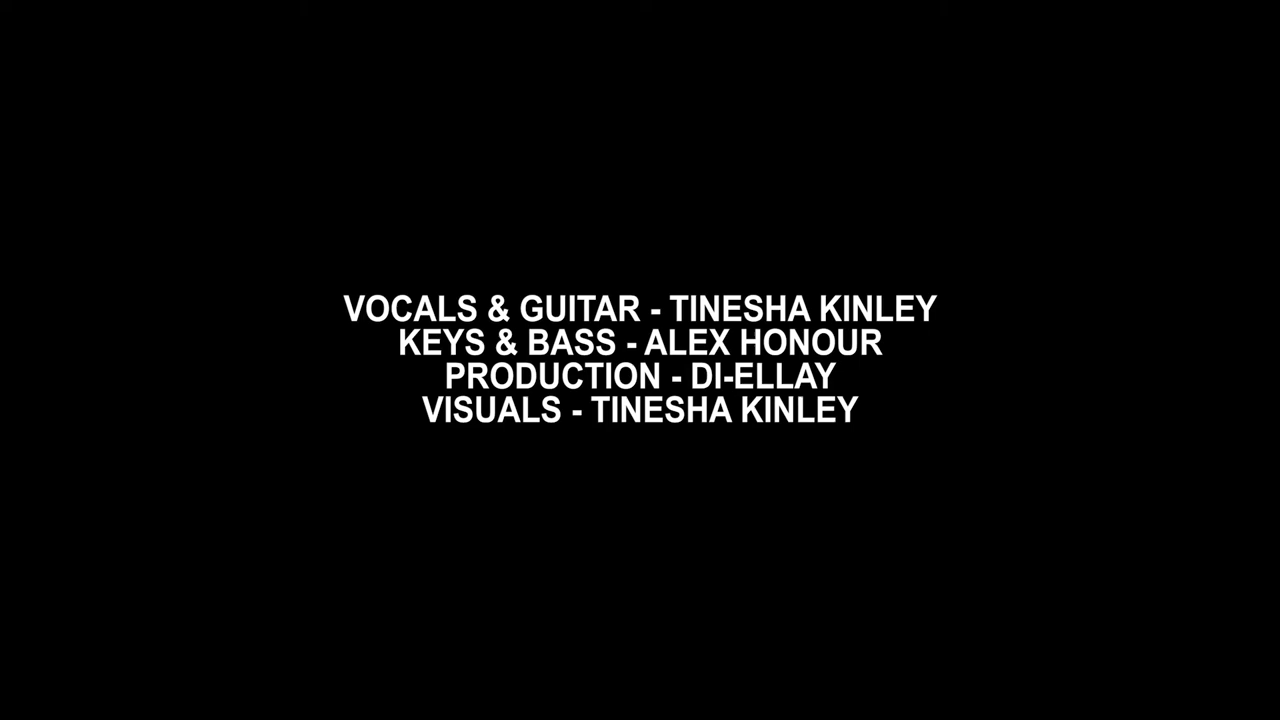 VOCALS & GUITAR - TINESHA KINLEY
KEYS & BASS - ALEX HONOUR
PRODUCTION - DI-ELLAY
VISUALS - TINESHA KINLEY